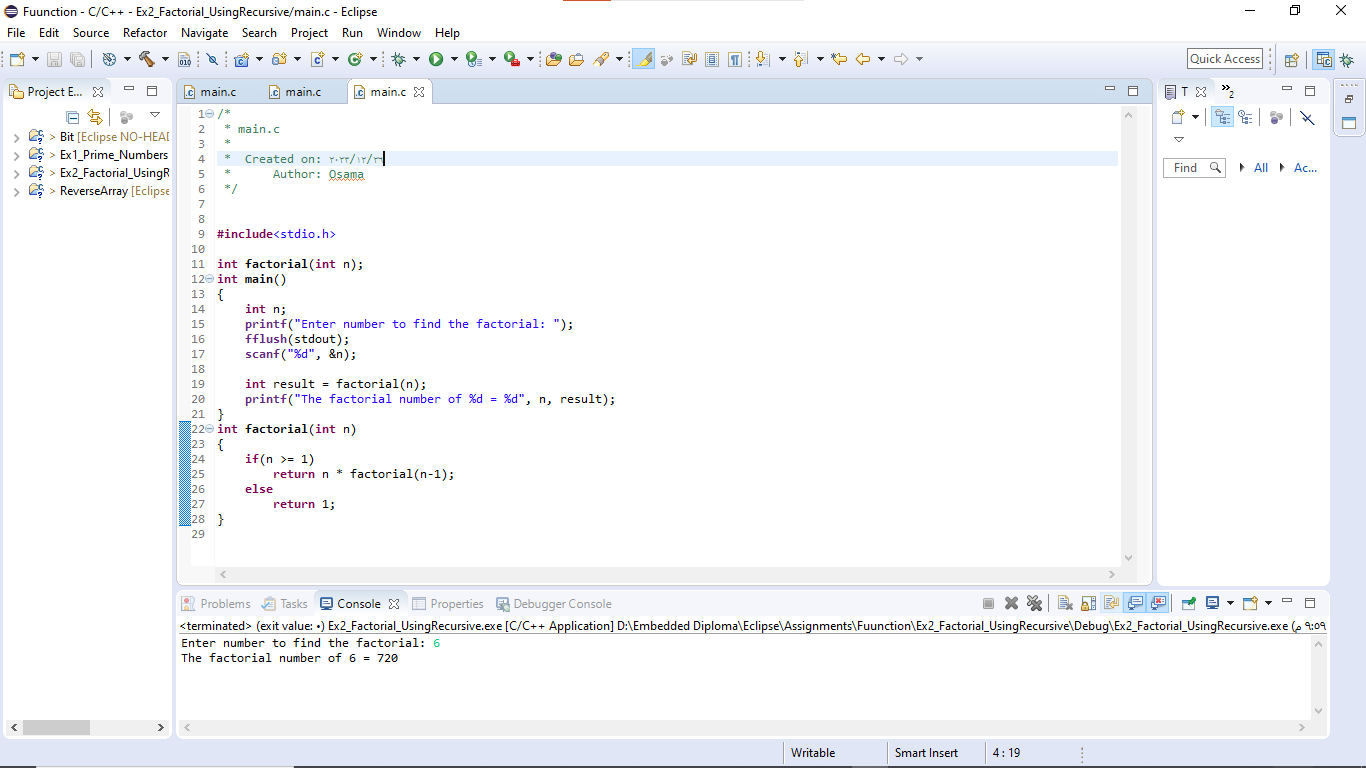 Fuunction - C/C++ - Ex2_Factorial_UsingRecursive/main.c - Eclipse
File Edit Source Refactor Navigate Search Project Run Window Help
Quick Access
Project E...
> Bit [Eclipse NO-HEAD
> Ex1_Prime_Numbers
> Ex2_Factorial_UsingR
> ReverseArray [Eclipse
main.c main.c main.c
1 /*
2 * main.c
3 *
4 * Created on: ٢٠٢٣/١٢/٢٩
5 * Author: Osama
6 */
7
8
9 #include<stdio.h>
10
11 int factorial(int n);
12 int main()
13 {
14 int n;
15 printf("Enter number to find the factorial: ");
16 fflush(stdout);
17 scanf("%d", &n);
18
19 int result = factorial(n);
20 printf("The factorial number of %d = %d", n, result);
21 }
22 int factorial(int n)
23 {
24 if(n >= 1)
25 return n * factorial(n-1);
26 else
27 return 1;
28 }
29
T »2
Find All Ac...
Problems Tasks Console Properties Debugger Console
<terminated> (exit value: ٠) Ex2_Factorial_UsingRecursive.exe [C/C++ Application] D:\Embedded Diploma\Eclipse\Assignments\Fuunction\Ex2_Factorial_UsingRecursive\Debug\Ex2_Factorial_UsingRecursive.exe (٩:٥٩ م
Enter number to find the factorial: 6
The factorial number of 6 = 720
Writable Smart Insert 4 : 19